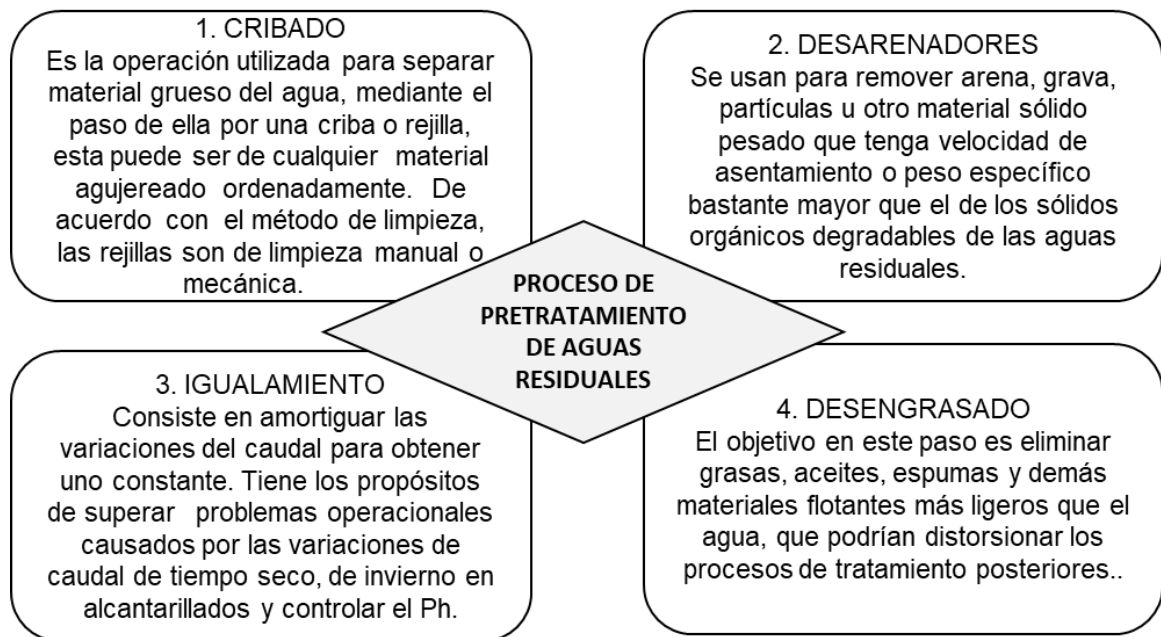 1. CRIBADO
Es la operación utilizada para separar
material grueso del agua, mediante el
paso de ella por una criba o rejilla,
esta puede ser de cualquier material
agujereado ordenadamente. De
acuerdo con el método de limpieza,
las rejillas son de limpieza manual o
mecánica.
2. DESARENADORES
Se usan para remover arena, grava,
partículas u otro material sólido
pesado que tenga velocidad de
asentamiento o peso específico
bastante mayor que el de los sólidos
orgánicos degradables de las aguas
residuales.
PROCESO DE
PRETRATAMIENTO
DE AGUAS
RESIDUALES
3. IGUALAMIENTO
Consiste en amortiguar las
variaciones del caudal para obtener
uno constante. Tiene los propósitos
de superar problemas operacionales
causados por las variaciones de
caudal de tiempo seco, de invierno en
alcantarillados y controlar el Ph.
4. DESENGRASADO
El objetivo en este paso es eliminar
grasas, aceites, espumas y demás
materiales flotantes más ligeros que el
agua, que podrían distorsionar los
procesos de tratamiento posteriores..